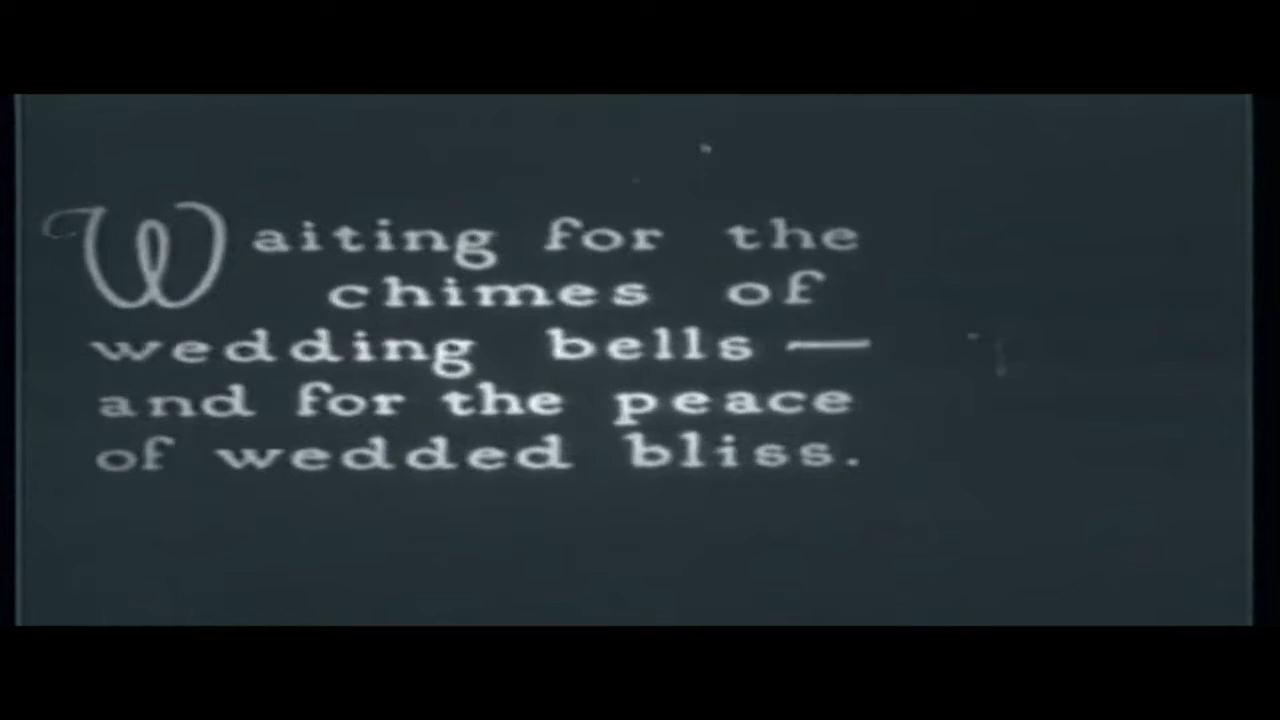 Waiting for the
chimes of
wedding bells —
and for the peace
of wedded bliss.